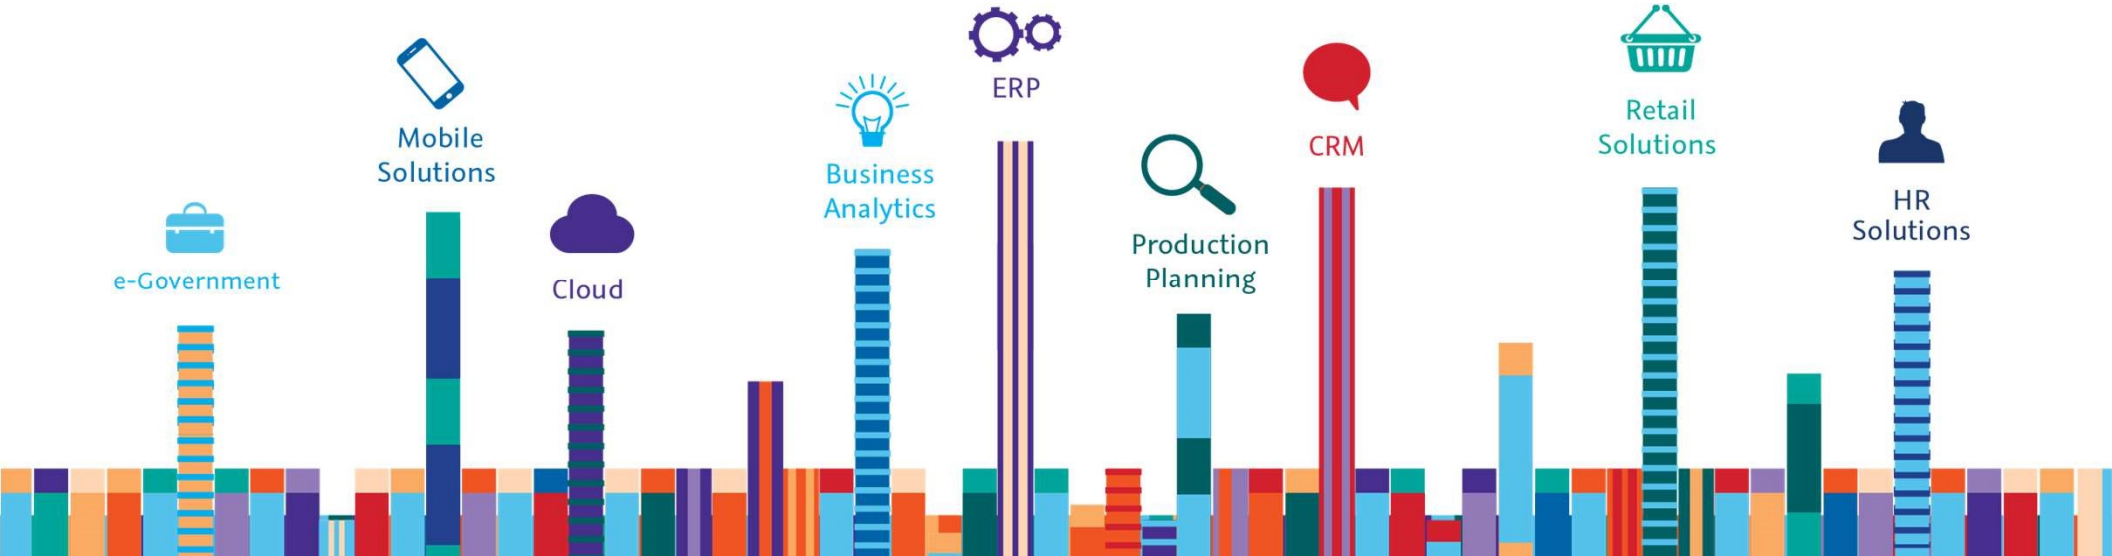 e-Government
Mobile
Solutions
Cloud
Business
Analytics
ERP
Production
Planning
CRM
Retail
Solutions
HR
Solutions